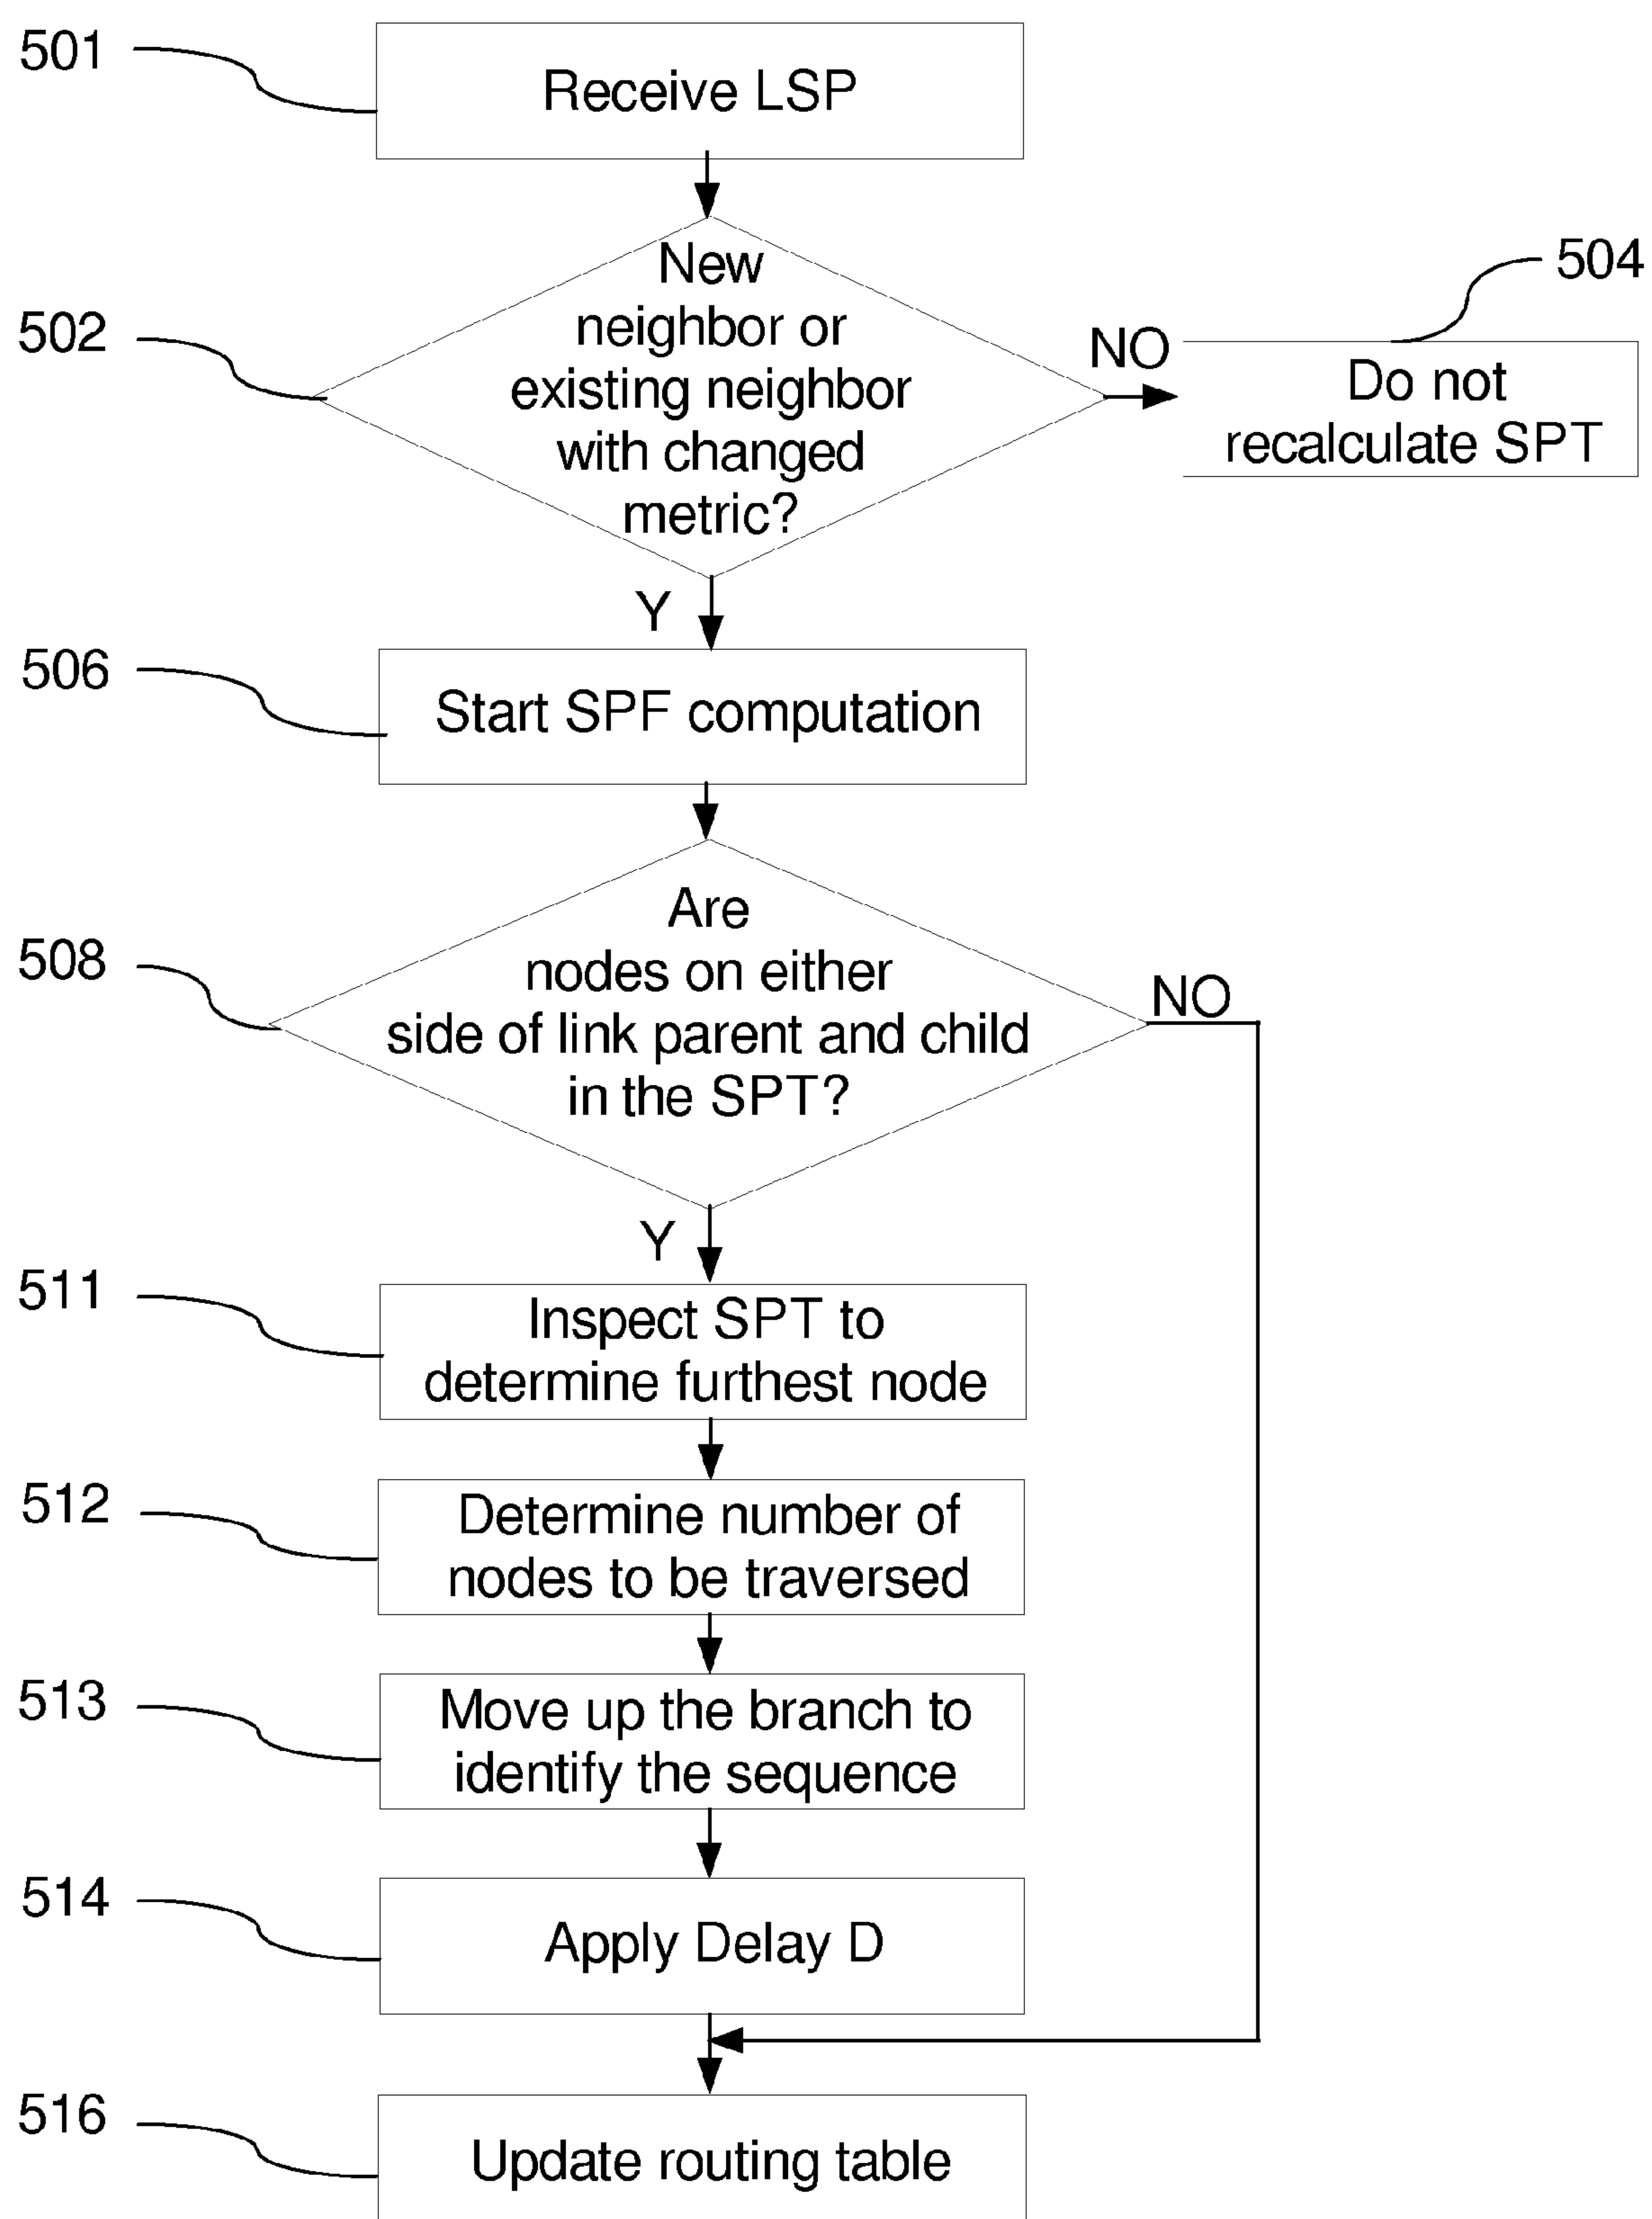 501
Receive LSP
502
New
neighbor or
existing neighbor
with changed
metric?
NO
504
Do not
recalculate SPT
Y
506
Start SPF computation
508
Are
nodes on either
side of link parent and child
in the SPT?
NO
Y
511
Inspect SPT to
determine furthest node
512
Determine number of
nodes to be traversed
513
Move up the branch to
identify the sequence
514
Apply Delay D
516
Update routing table